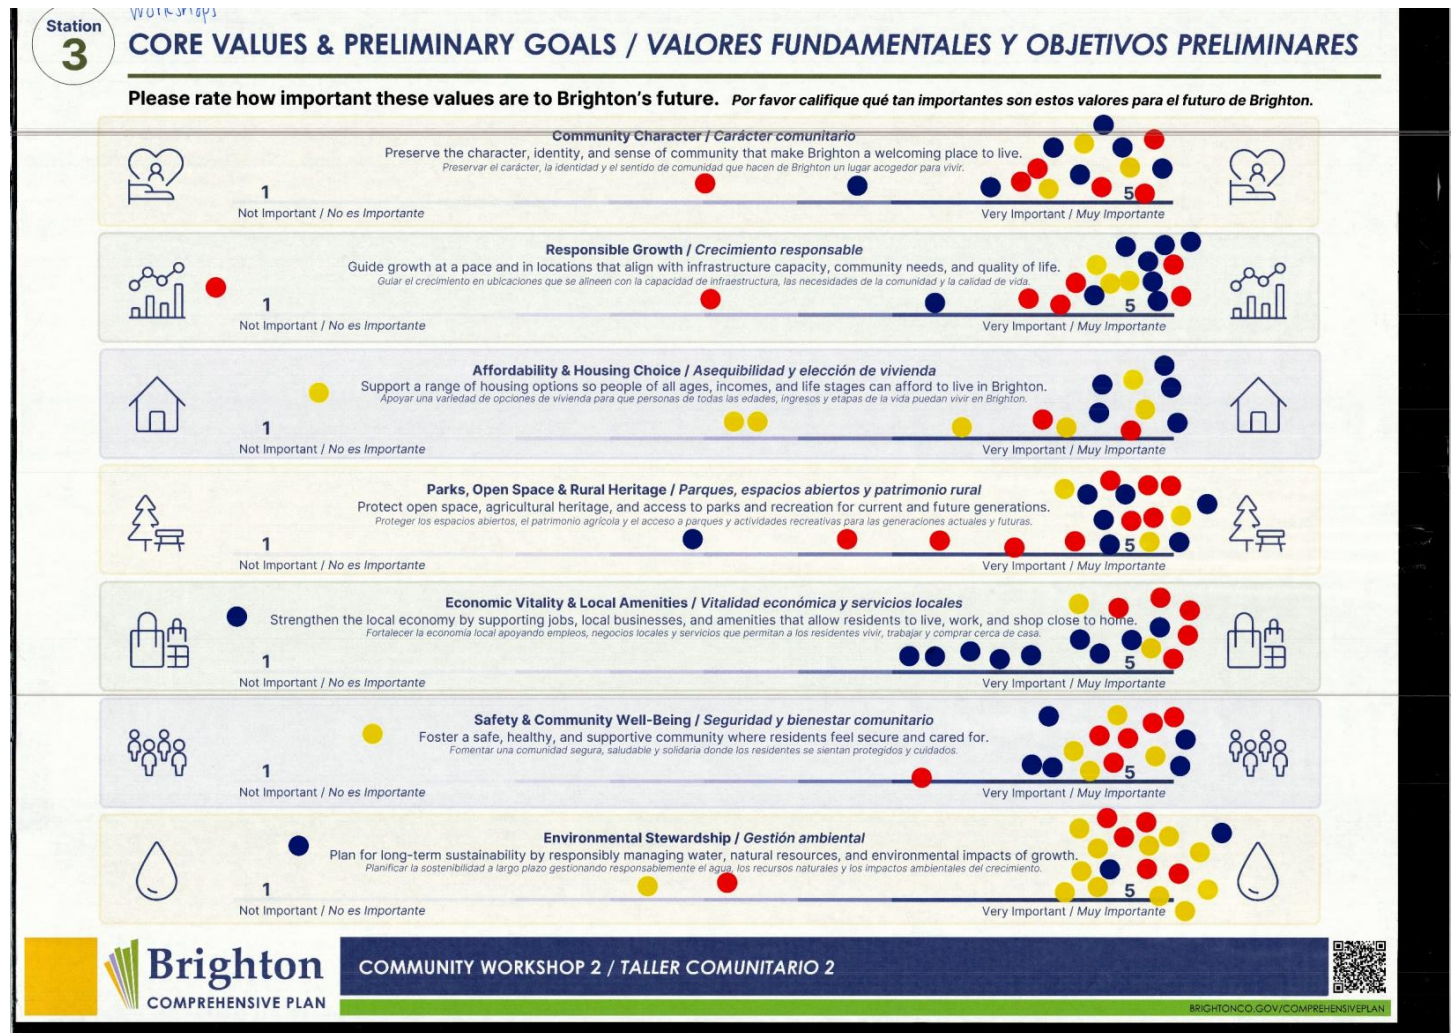 Workshops
Station
3
CORE VALUES & PRELIMINARY GOALS / VALORES FUNDAMENTALES Y OBJETIVOS PRELIMINARES
Please rate how important these values are to Brighton's future. Por favor califique qué tan importantes son estos valores para el futuro de Brighton.
Community Character / Carácter comunitario
Preserve the character, identity, and sense of community that make Brighton a welcoming place to live.
Preservar el carácter, la identidad y el sentido de comunidad que hacen de Brighton un lugar acogedor para vivir.
1 5
Not Important / No es Importante Very Important / Muy Importante
Responsible Growth / Crecimiento responsable
Guide growth at a pace and in locations that align with infrastructure capacity, community needs, and quality of life.
Guiar el crecimiento en ubicaciones que se alineen con la capacidad de infraestructura, las necesidades de la comunidad y la calidad de vida.
1 5
Not Important / No es Importante Very Important / Muy Importante
Affordability & Housing Choice / Asequibilidad y elección de vivienda
Support a range of housing options so people of all ages, incomes, and life stages can afford to live in Brighton.
Apoyar una variedad de opciones de vivienda para que personas de todas las edades, ingresos y etapas de la vida puedan vivir en Brighton.
1
Not Important / No es Importante Very Important / Muy Importante
Parks, Open Space & Rural Heritage / Parques, espacios abiertos y patrimonio rural
Protect open space, agricultural heritage, and access to parks and recreation for current and future generations.
Proteger los espacios abiertos, el patrimonio agrícola y el acceso a parques y actividades recreativas para las generaciones actuales y futuras.
1 5
Not Important / No es Importante Very Important / Muy Importante
Economic Vitality & Local Amenities / Vitalidad económica y servicios locales
Strengthen the local economy by supporting jobs, local businesses, and amenities that allow residents to live, work, and shop close to home.
Fortalecer la economía local apoyando empleos, negocios locales y servicios que permitan a los residentes vivir, trabajar y comprar cerca de casa.
1 5
Not Important / No es Importante Very Important / Muy Importante
Safety & Community Well-Being / Seguridad y bienestar comunitario
Foster a safe, healthy, and supportive community where residents feel secure and cared for.
Fomentar una comunidad segura, saludable y solidaria donde los residentes se sientan protegidos y cuidados.
1 5
Not Important / No es Importante Very Important / Muy Importante
Environmental Stewardship / Gestión ambiental
Plan for long-term sustainability by responsibly managing water, natural resources, and environmental impacts of growth.
Planificar la sostenibilidad a largo plazo gestionando responsablemente el agua, los recursos naturales y los impactos ambientales del crecimiento.
1 5
Not Important / No es Importante Very Important / Muy Importante
Brighton
COMPREHENSIVE PLAN
COMMUNITY WORKSHOP 2 / TALLER COMUNITARIO 2
BRIGHTONCO.GOV/COMPREHENSIVEPLAN